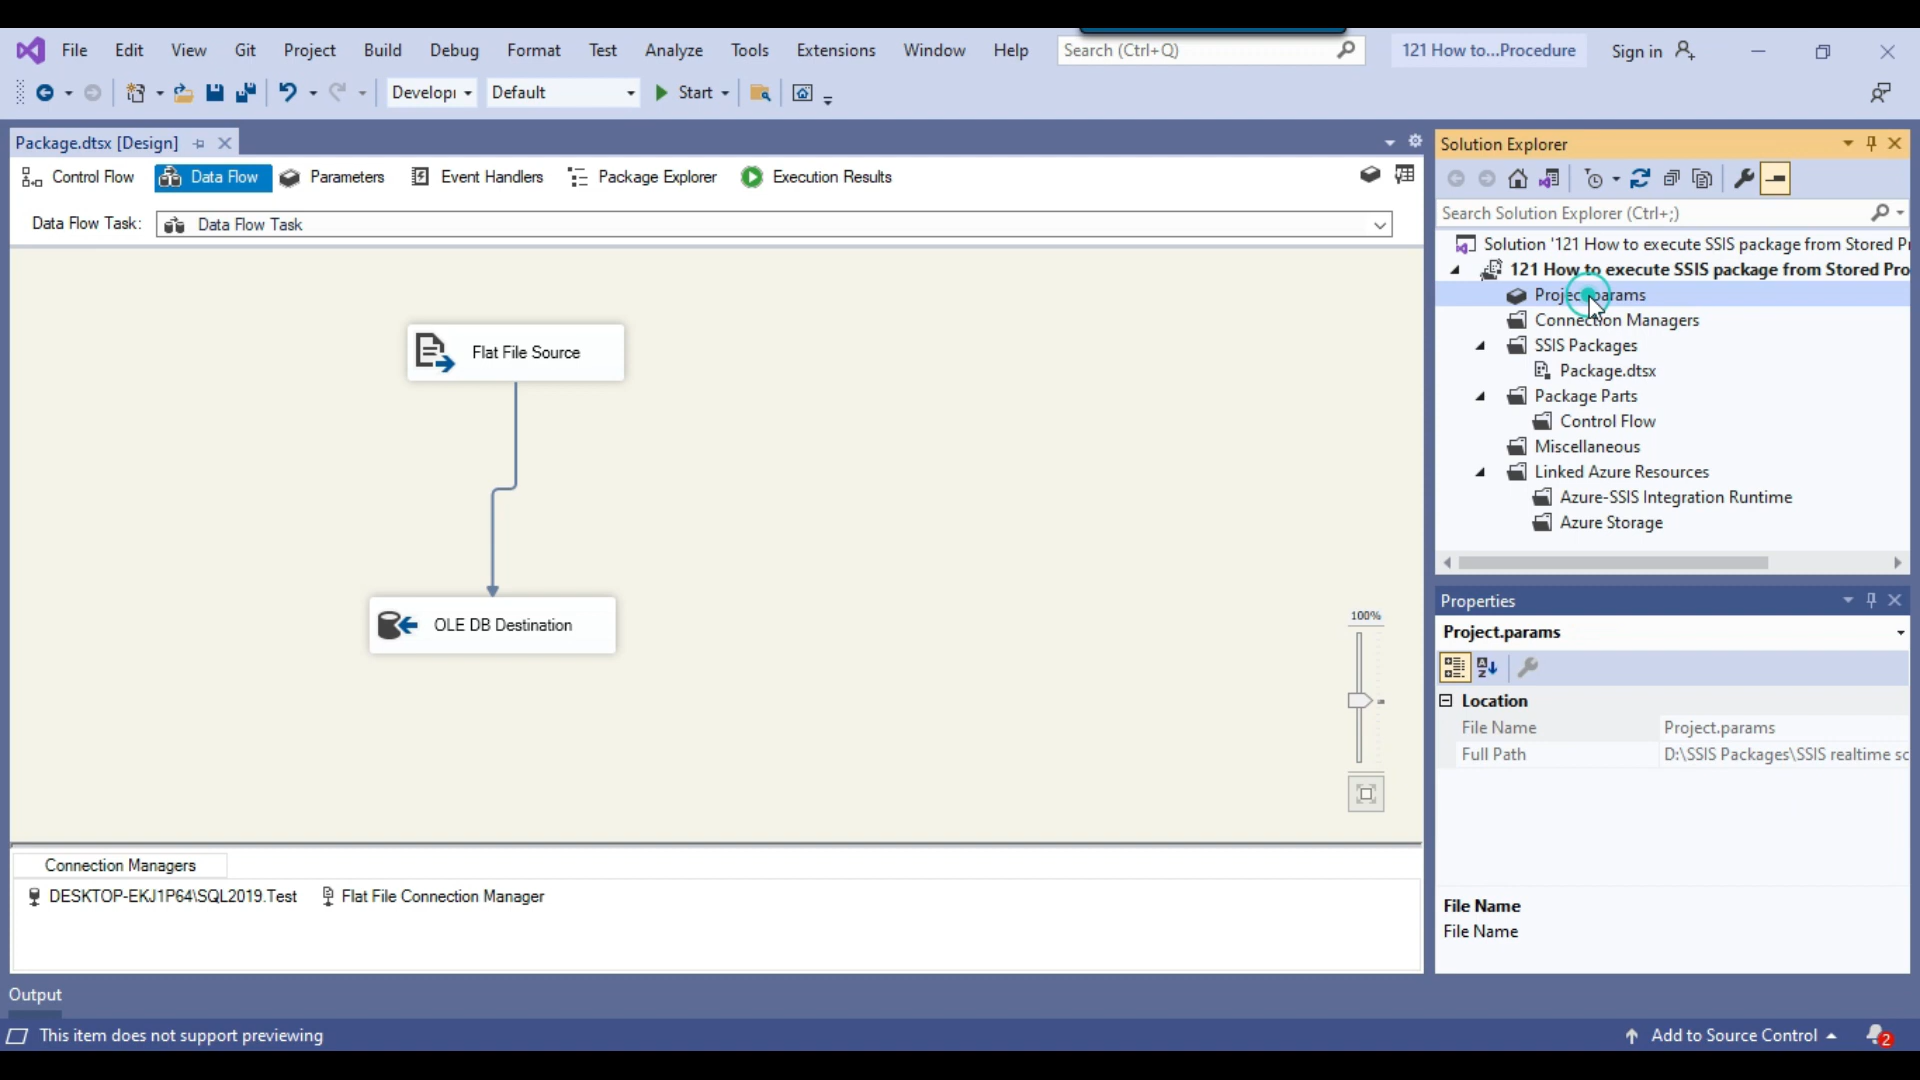 File Edit View Git Project Build Debug Format Test Analyze Tools Extensions Window Help Search (Ctrl+Q) 121 How to...Procedure Sign in
Developı Default Start
Package.dtsx [Design]
Control Flow Data Flow Parameters Event Handlers Package Explorer Execution Results
Data Flow Task: Data Flow Task
Flat File Source
OLE DB Destination
100%
Connection Managers
DESKTOP-EKJ1P64\SQL2019.Test Flat File Connection Manager
Solution Explorer
Search Solution Explorer (Ctrl+;)
Solution '121 How to execute SSIS package from Stored P
121 How to execute SSIS package from Stored Pro
Project.params
Connection Managers
SSIS Packages
Package.dtsx
Package Parts
Control Flow
Miscellaneous
Linked Azure Resources
Azure-SSIS Integration Runtime
Azure Storage
Properties
Project.params
Location
File Name Project.params
Full Path D:\SSIS Packages\SSIS realtime sc
File Name
File Name
Output
This item does not support previewing
Add to Source Control 2